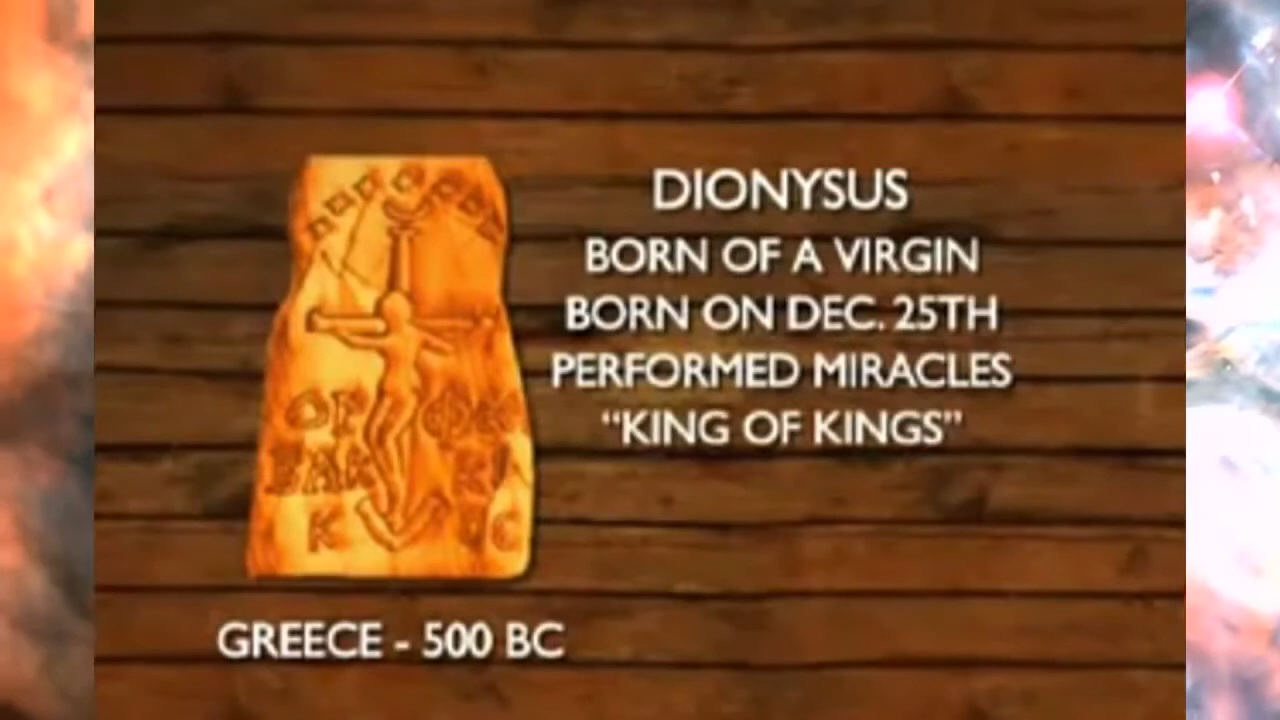 DIONYSUS
BORN OF A VIRGIN
BORN ON DEC. 25TH
PERFORMED MIRACLES
“KING OF KINGS”
GREECE - 500 BC